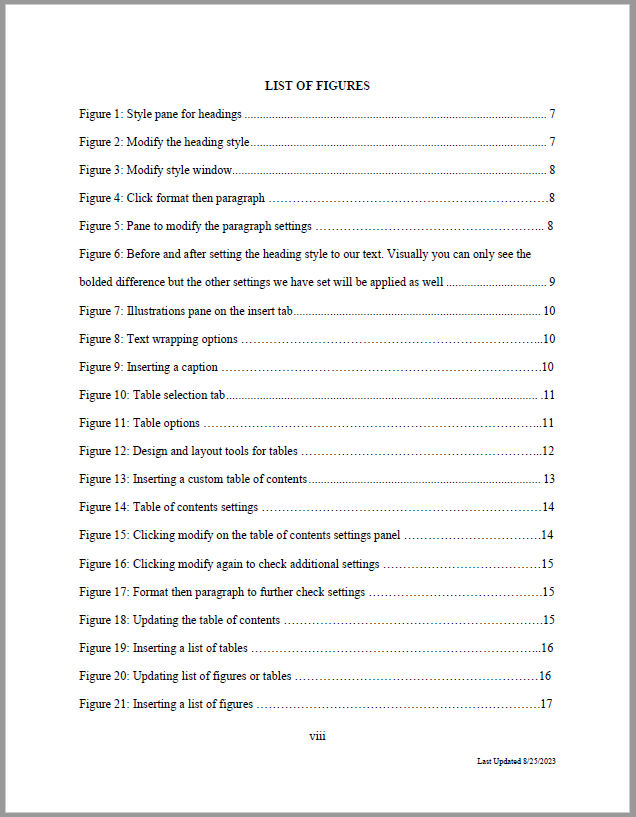 LIST OF FIGURES
Figure 1: Style pane for headings ..................................................................................................... 7
Figure 2: Modify the heading style................................................................................................... 7
Figure 3: Modify style window......................................................................................................... 8
Figure 4: Click format then paragraph ……………………………………………………………8
Figure 5: Pane to modify the paragraph settings ………………………………………………….. 8
Figure 6: Before and after setting the heading style to our text. Visually you can only see the
bolded difference but the other settings we have set will be applied as well .................................. 9
Figure 7: Illustrations pane on the insert tab................................................................................... 10
Figure 8: Text wrapping options …………………………………………………………………..10
Figure 9: Inserting a caption ………………………………………………………………………10
Figure 10: Table selection tab........................................................................................................ .11
Figure 11: Table options …………………………………………………………………………...11
Figure 12: Design and layout tools for tables ……………………………………………………...12
Figure 13: Inserting a custom table of contents.............................................................................. 13
Figure 14: Table of contents settings ………………………………………………………………14
Figure 15: Clicking modify on the table of contents settings panel ………………………………14
Figure 16: Clicking modify again to check additional settings ……………………………………15
Figure 17: Format then paragraph to further check settings ………………………………………15
Figure 18: Updating the table of contents …………………………………………………………15
Figure 19: Inserting a list of tables ………………………………………………………………...16
Figure 20: Updating list of figures or tables ………………………………………………………16
Figure 21: Inserting a list of figures ………………………………………………………………17
viii
Last Updated 8/25/2023